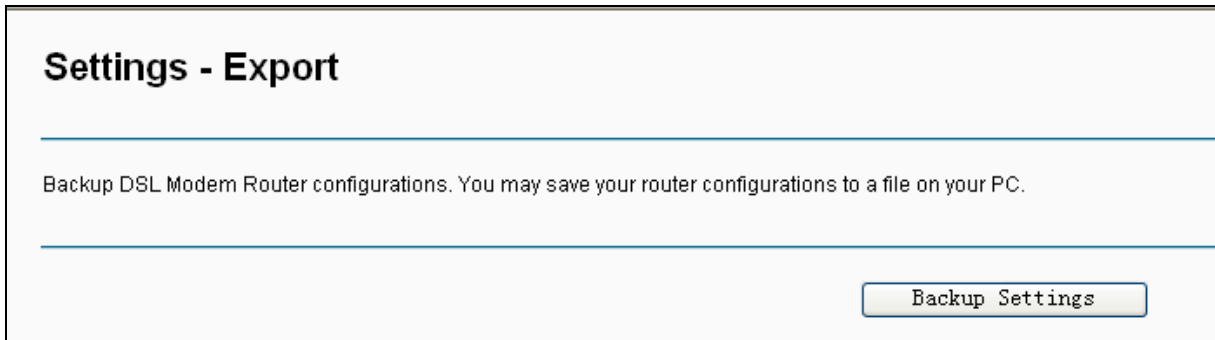 Settings - Export
Backup DSL Modem Router configurations. You may save your router configurations to a file on your PC.
Backup Settings